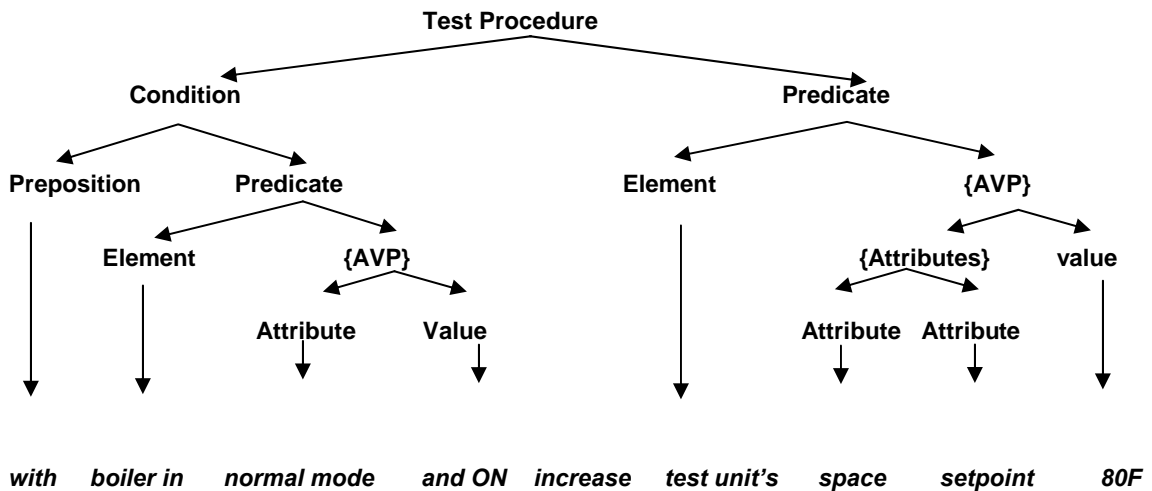 Test Procedure
Condition Predicate
Preposition Predicate Element {AVP}
Element {AVP} {Attributes} value
Attribute Value Attribute Attribute
with boiler in normal mode and ON increase test unit's space setpoint 80F